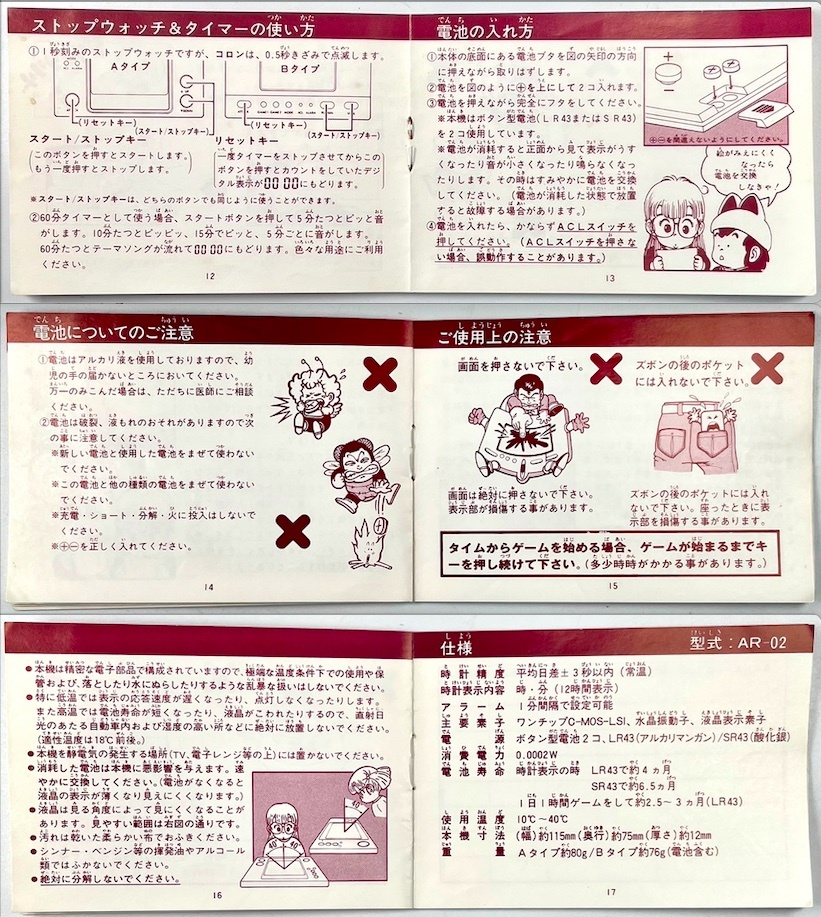 ストップウォッチ&タイマーの使い方
①1秒刻みのストップウォッチですが、コロンは、0.5秒きざみで点滅します。
Aタイプ
Bタイプ
(リセットキー)
(スタート/ストップキー)
(リセットキー)
(スタート/ストップキー)
スタート/ストップキー
(このボタンを押すとスタートします。
もう一度押すとストップします。)
リセットキー
(一度タイマーをストップさせてからこの
ボタンを押すとカウントをしていたデジ
タル表示が00:00にもどります。)
※スタート/ストップキーは、どちらのボタンでも同じように使うことができます。
②60分タイマーとして使う場合、スタートボタンを押して5分たつとピッと音
がします。10分たつとピッピッ、15分でピッと、5分ごとに音がします。
60分たつとテーマソングが流れて00:00にもどります。色々な用途にご利用
ください。
12
電池の入れ方
①本体の底面にある電池ブタを図の矢印の方向
に押えながら取りはずします。
②電池を図のように⊕を上にして2コ入れます。
③電池を押えながら完全にフタをしてください。
※本機はボタン型電池(LR43またはSR43)
を2コ使用しています。
※電池が消耗すると正面から見て表示がうす
くなったり音が小さくなったり鳴らなくなっ
たりします。その時はすみやかに電池を交換
してください。(電池が消耗した状態で放置
すると故障する場合があります。)
④電池を入れたら、かならずACLスイッチを
押してください。(ACLスイッチを押さな
い場合、誤動作することがあります。)
⊕⊖を間違えないようにしてください。
絵がみえにくく
なったら
電池を交換
しなきゃ!
13
電池についてのご注意
①電池はアルカリ液を使用しておりますので、幼
児の手の届かないところにおいてください。
万一のみこんだ場合は、ただちに医師にご相談
ください。
②電池は破裂、液もれのおそれがありますので次
の事に注意してください。
※新しい電池と使用した電池をまぜて使わない
でください。
※この電池と他の種類の電池をまぜて使わない
でください。
※充電・ショート・分解・火に投入はしないで
ください。
※⊕⊖を正しく入れてください。
14
ご使用上の注意
画面を押さないで下さい。
ズボンの後のポケット
には入れないで下さい。
画面は絶対に押さないで下さい。
表示部が損傷する事があります。
ズボンの後のポケットには入れ
ないで下さい。座ったときに表
示部を損傷する事があります。
タイムからゲームを始める場合、ゲームが始まるまでキ
ーを押し続けて下さい。(多少時時がかかる事があります。)
15
●本機は精密な電子部品で構成されていますので、極端な温度条件下での使用や保
管および、落としたり水にぬらしたりするような乱暴な扱いはしないでください。
●特に低温では表示の応答速度が遅くなったり、点灯しなくなったりします。
また高温では電池寿命が短くなったり、液晶がこわれたりするので、直射日
光のあたる自動車内および湿度の高い所などに絶対に放置しないでください。
(適性温度は18℃前後。)
●本機を静電気の発生する場所(TV、電子レンジ等の上)には置かないでください。
●消耗した電池は本機に悪影響を与えます。速
やかに交換してください。(電池がなくなると
液晶の表示が薄くなり見えにくくなります。)
●液晶は見る角度によって見にくくなることが
あります。見やすい範囲は右図の通りです。
●汚れは乾いた柔らかい布でおふきください。
●シンナー・ベンジン等の揮発油やアルコール
類ではふかないでください。
●絶対に分解しないでください。
40° 40°
16
仕様
型式:AR-02
時計精度 平均日差±3秒以内(常温)
時計表示内容 時・分(12時間表示)
アラーム 1分間隔で設定可能
主要素子 ワンチップC-MOS-LSI、水晶振動子、液晶表示素子
電源 ボタン型電池2コ、LR43(アルカリマンガン)/SR43(酸化銀)
消費電力 0.0002W
電池寿命 時計表示の時 LR43で約4ヵ月
SR43で約6.5ヵ月
1日1時間ゲームをして約2.5~3ヵ月(LR43)
使用温度 10℃~40℃
本機寸法 (幅)約115mm(奥行)約75mm(厚さ)約12mm
重量 Aタイプ約80g/Bタイプ約76g(電池含む)
17